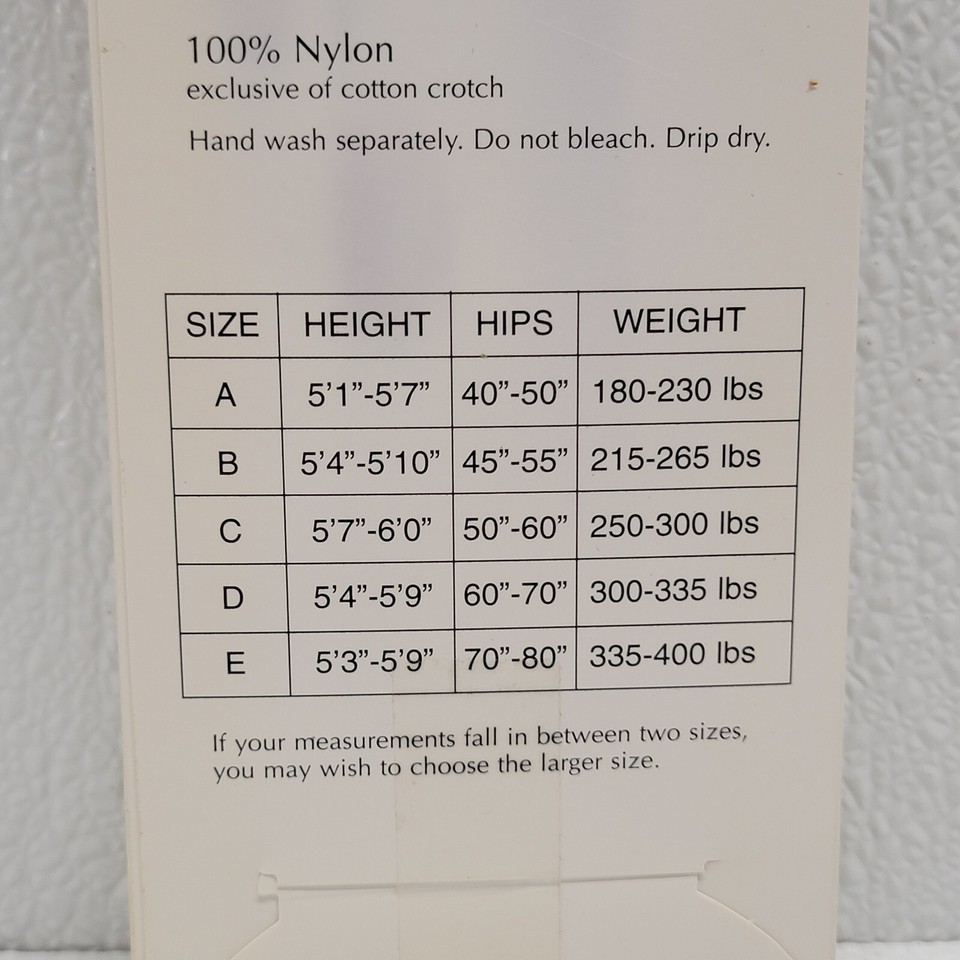 100% Nylon
exclusive of cotton crotch
Hand wash separately. Do not bleach. Drip dry.
SIZE HEIGHT HIPS WEIGHT
A 5’1”-5’7” 40”-50” 180-230 lbs
B 5’4”-5’10” 45”-55” 215-265 lbs
C 5’7”-6’0” 50”-60” 250-300 lbs
D 5’4”-5’9” 60”-70” 300-335 lbs
E 5’3”-5’9” 70”-80” 335-400 lbs
If your measurements fall in between two sizes,
you may wish to choose the larger size.